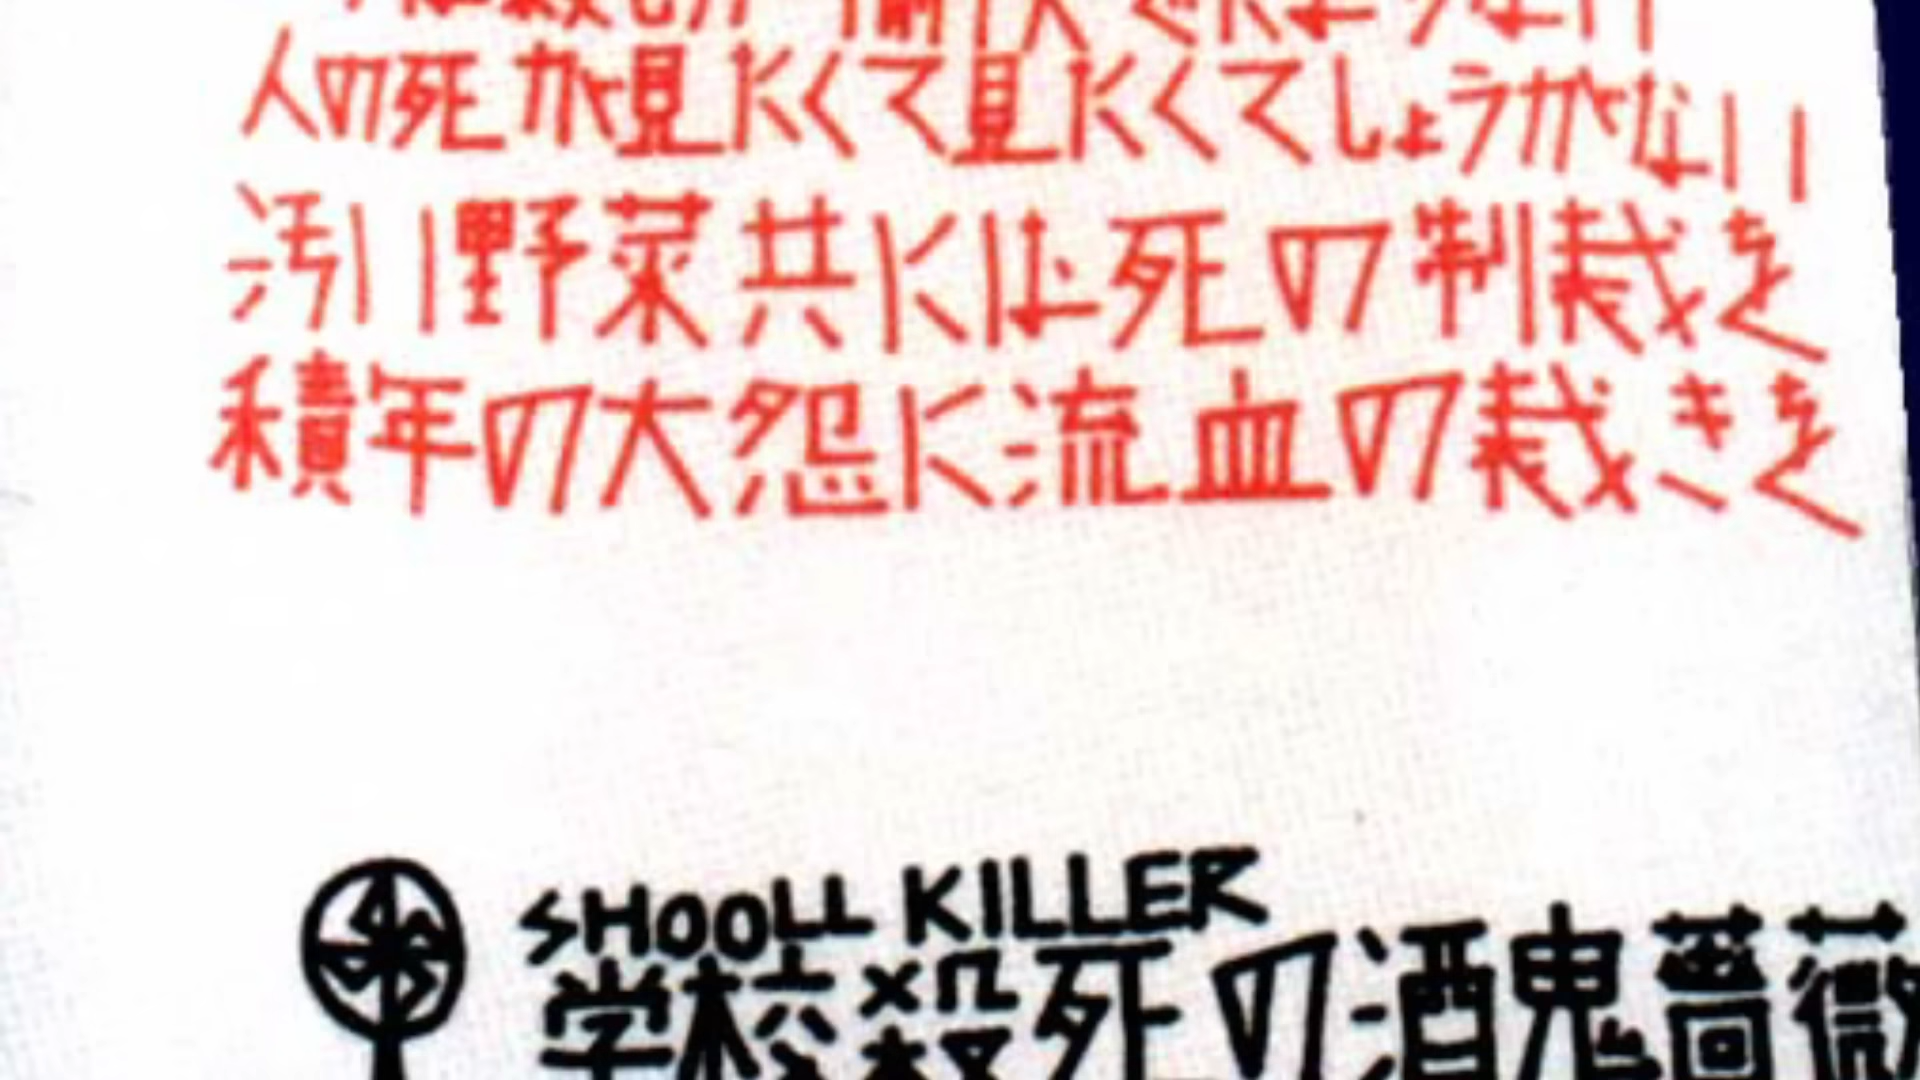 人の死が見たくて見たくてしょうがない
汚い野菜共には死の制裁を
積年の大怨に流血の裁きを
SHOOLL KILLER
学校殺死の酒鬼薔薇